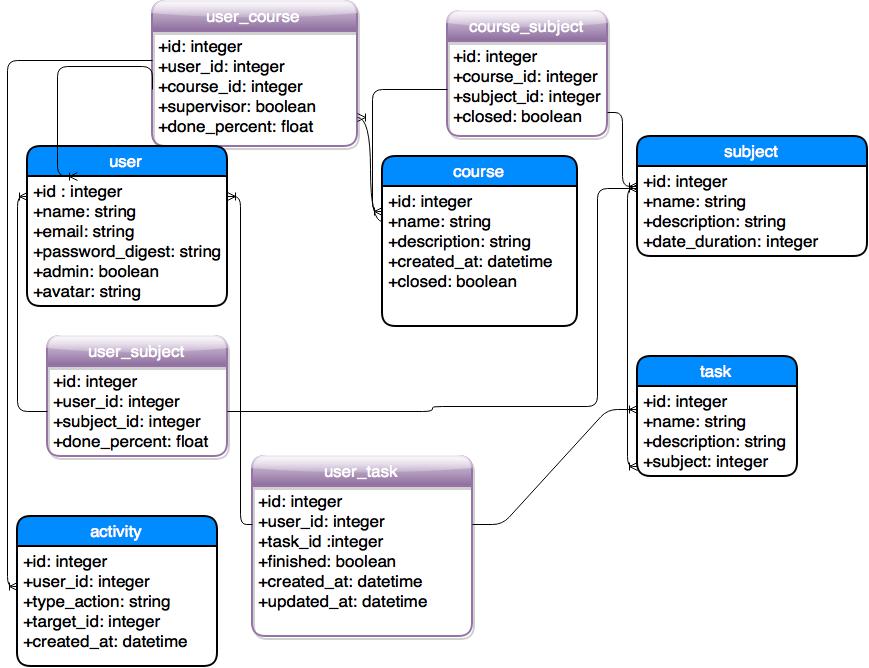 user_course
+id: integer
+user_id: integer
+course_id: integer
+supervisor: boolean
+done_percent: float
course_subject
+id: integer
+course_id: integer
+subject_id: integer
+closed: boolean
user
+id : integer
+name: string
+email: string
+password_digest: string
+admin: boolean
+avatar: string
course
+id: integer
+name: string
+description: string
+created_at: datetime
+closed: boolean
subject
+id: integer
+name: string
+description: string
+date_duration: integer
user_subject
+id: integer
+user_id: integer
+subject_id: integer
+done_percent: float
task
+id: integer
+name: string
+description: string
+subject: integer
user_task
+id: integer
+user_id: integer
+task_id :integer
+finished: boolean
+created_at: datetime
+updated_at: datetime
activity
+id: integer
+user_id: integer
+type_action: string
+target_id: integer
+created_at: datetime